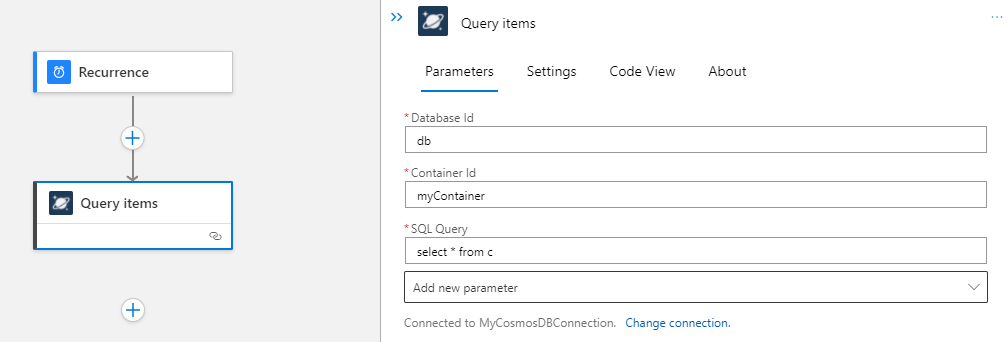 Recurrence
Query items
Query items
Parameters Settings Code View About
*Database Id
db
*Container Id
myContainer
*SQL Query
select * from c
Add new parameter
Connected to MyCosmosDBConnection. Change connection.